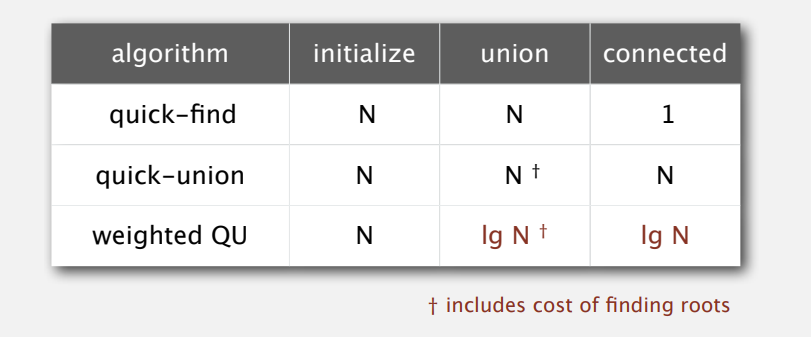 algorithm initialize union connected
quick-find N N 1
quick-union N N † N
weighted QU N lg N † lg N
† includes cost of finding roots